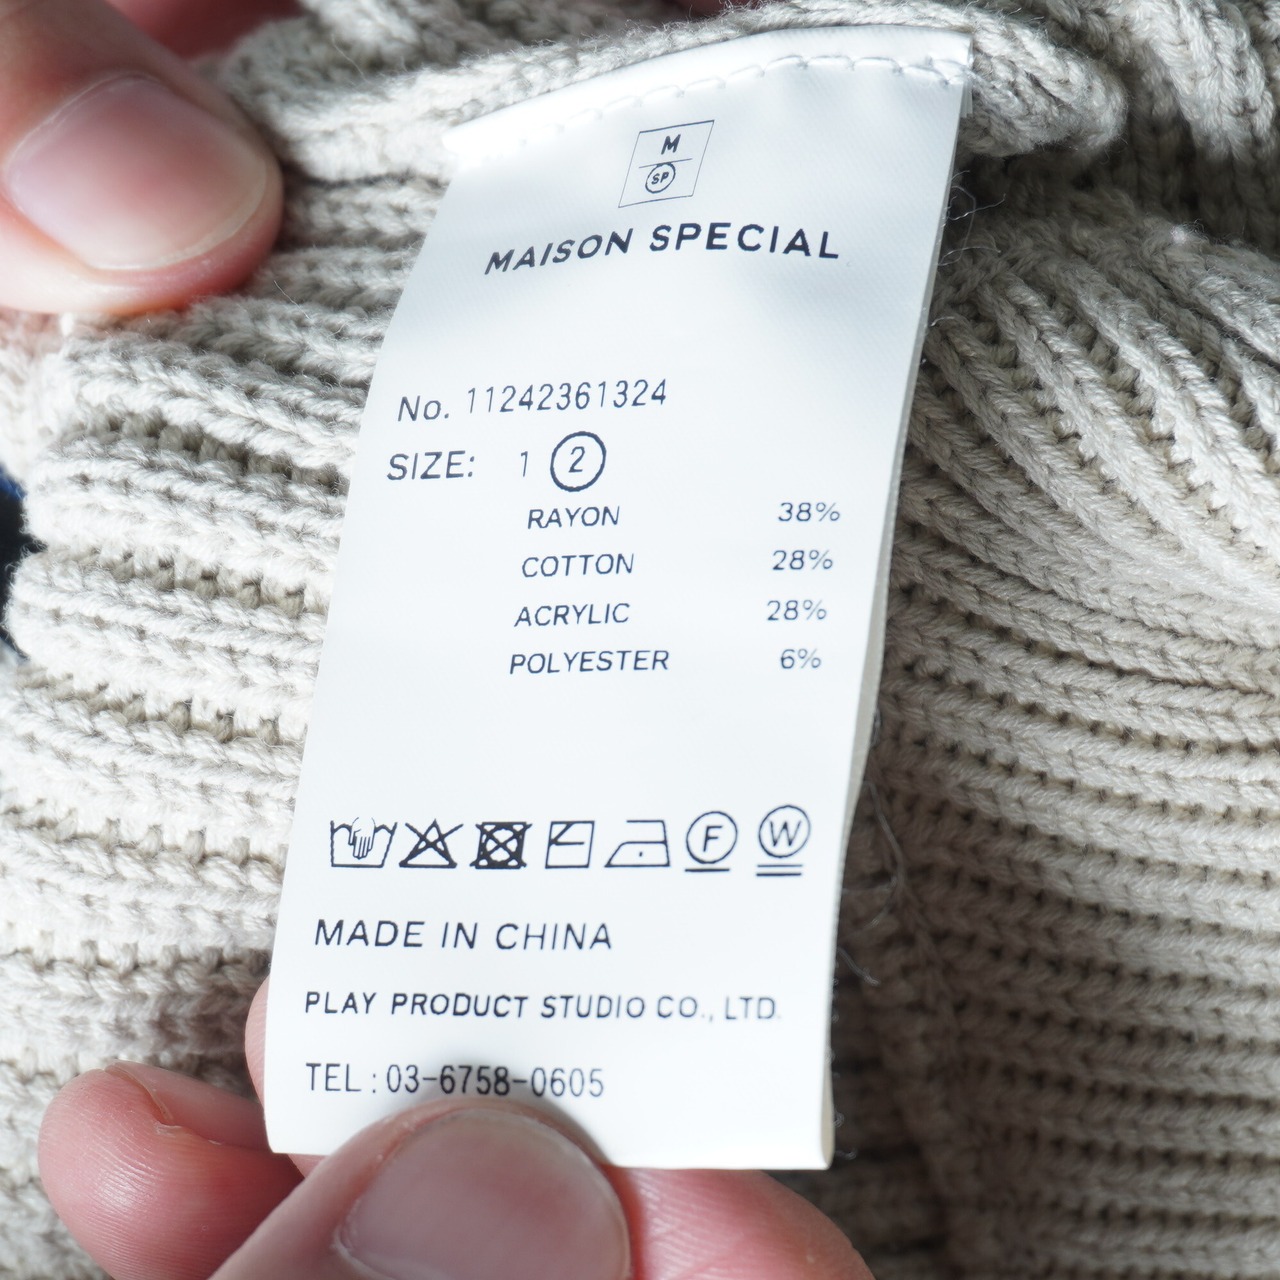 M
SP
MAISON SPECIAL
No. 11242361324
SIZE: 1 2
RAYON 38%
COTTON 28%
ACRYLIC 28%
POLYESTER 6%
F W
MADE IN CHINA
PLAY PRODUCT STUDIO CO., LTD.
TEL : 03-6758-0605